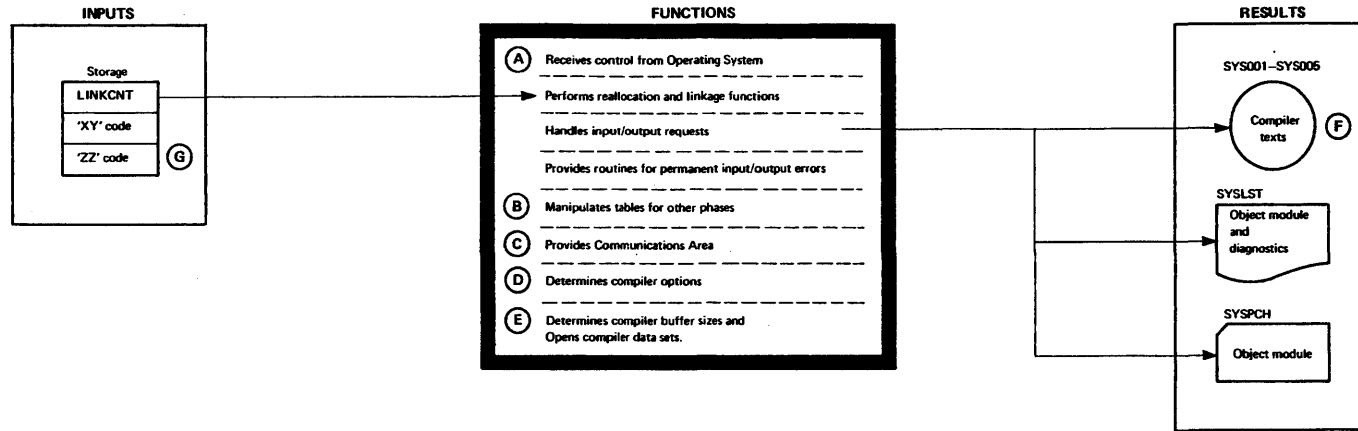 INPUTS
Storage
LINKCNT
'XY' code
'ZZ' code
G
FUNCTIONS
A Receives control from Operating System
Performs reallocation and linkage functions
Handles input/output requests
Provides routines for permanent input/output errors
B Manipulates tables for other phases
C Provides Communications Area
D Determines compiler options
E Determines compiler buffer sizes and
Opens compiler data sets.
RESULTS
SYS001–SYS005
Compiler
texts
F
SYSLST
Object module
and
diagnostics
SYSPCH
Object module